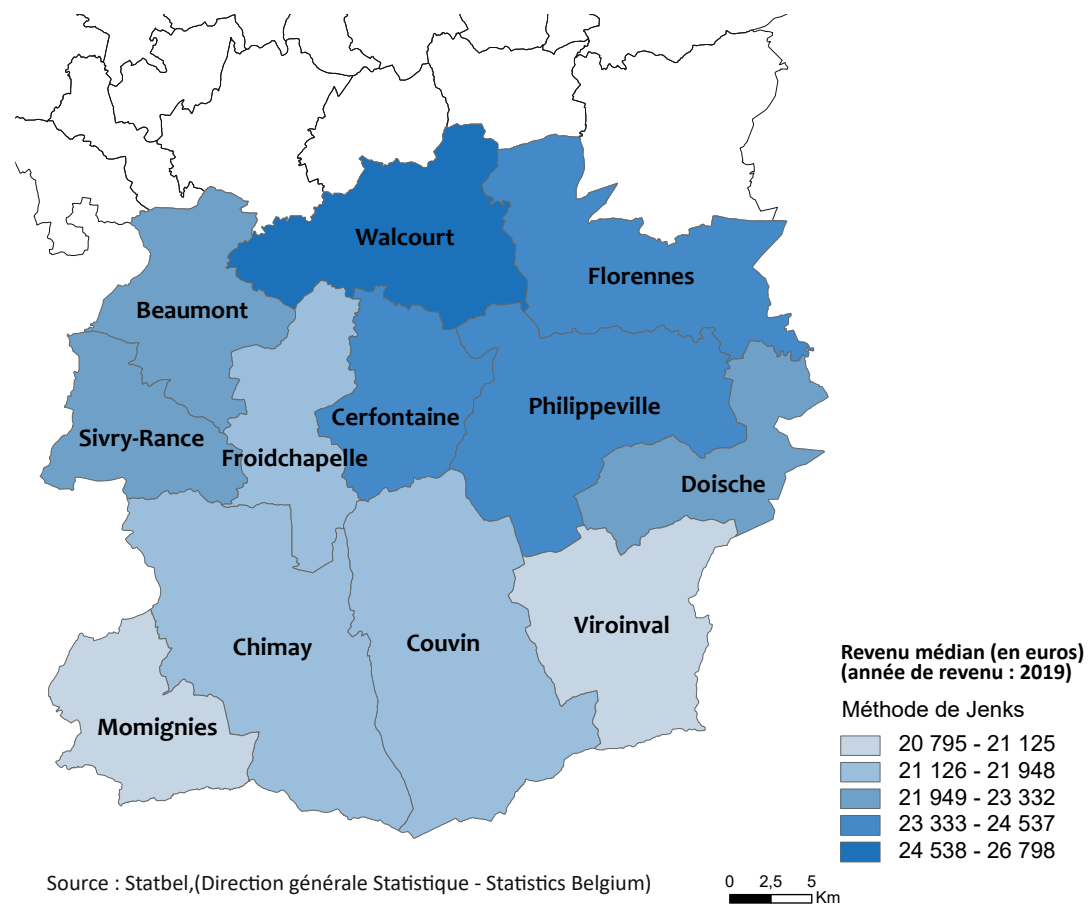 Walcourt
Florennes
Beaumont
Philippeville
Cerfontaine
Sivry-Rance
Froidchapelle
Doische
Viroinval
Couvin
Chimay
Momignies
Revenu médian (en euros)
(année de revenu : 2019)
Méthode de Jenks
20 795 - 21 125
21 126 - 21 948
21 949 - 23 332
23 333 - 24 537
24 538 - 26 798
Source : Statbel,(Direction générale Statistique - Statistics Belgium)
0 2,5 5
Km